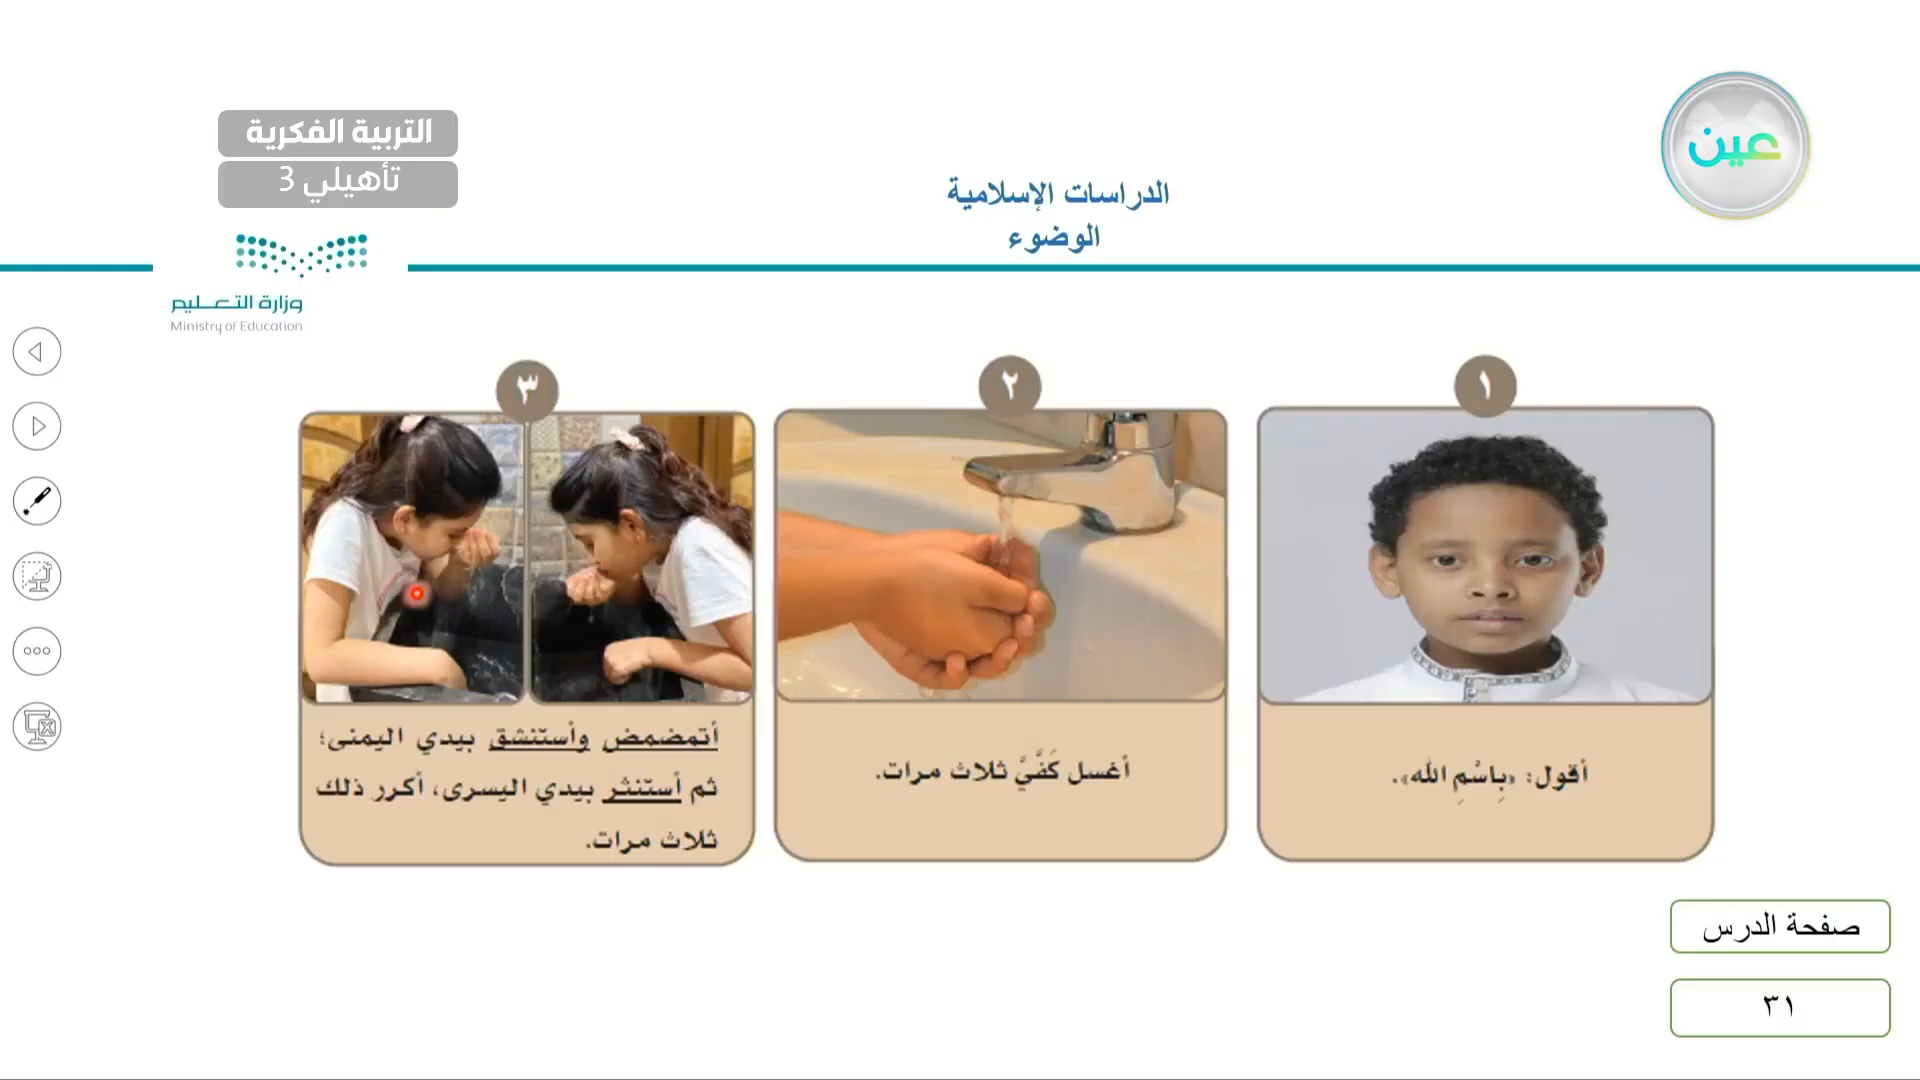 عين
التربية الفكرية
تأهيلي 3
الدراسات الإسلامية
الوضوء
وزارة التعليم
Ministry of Education
١
أقول: «بِاسْمِ الله».
٢
أغسل كَفَّيَّ ثلاث مرات.
٣
أتمضمض وأستنشق بيدي اليمنى؛
ثم أستنثر بيدي اليسرى، أكرر ذلك
ثلاث مرات.
صفحة الدرس
٣١